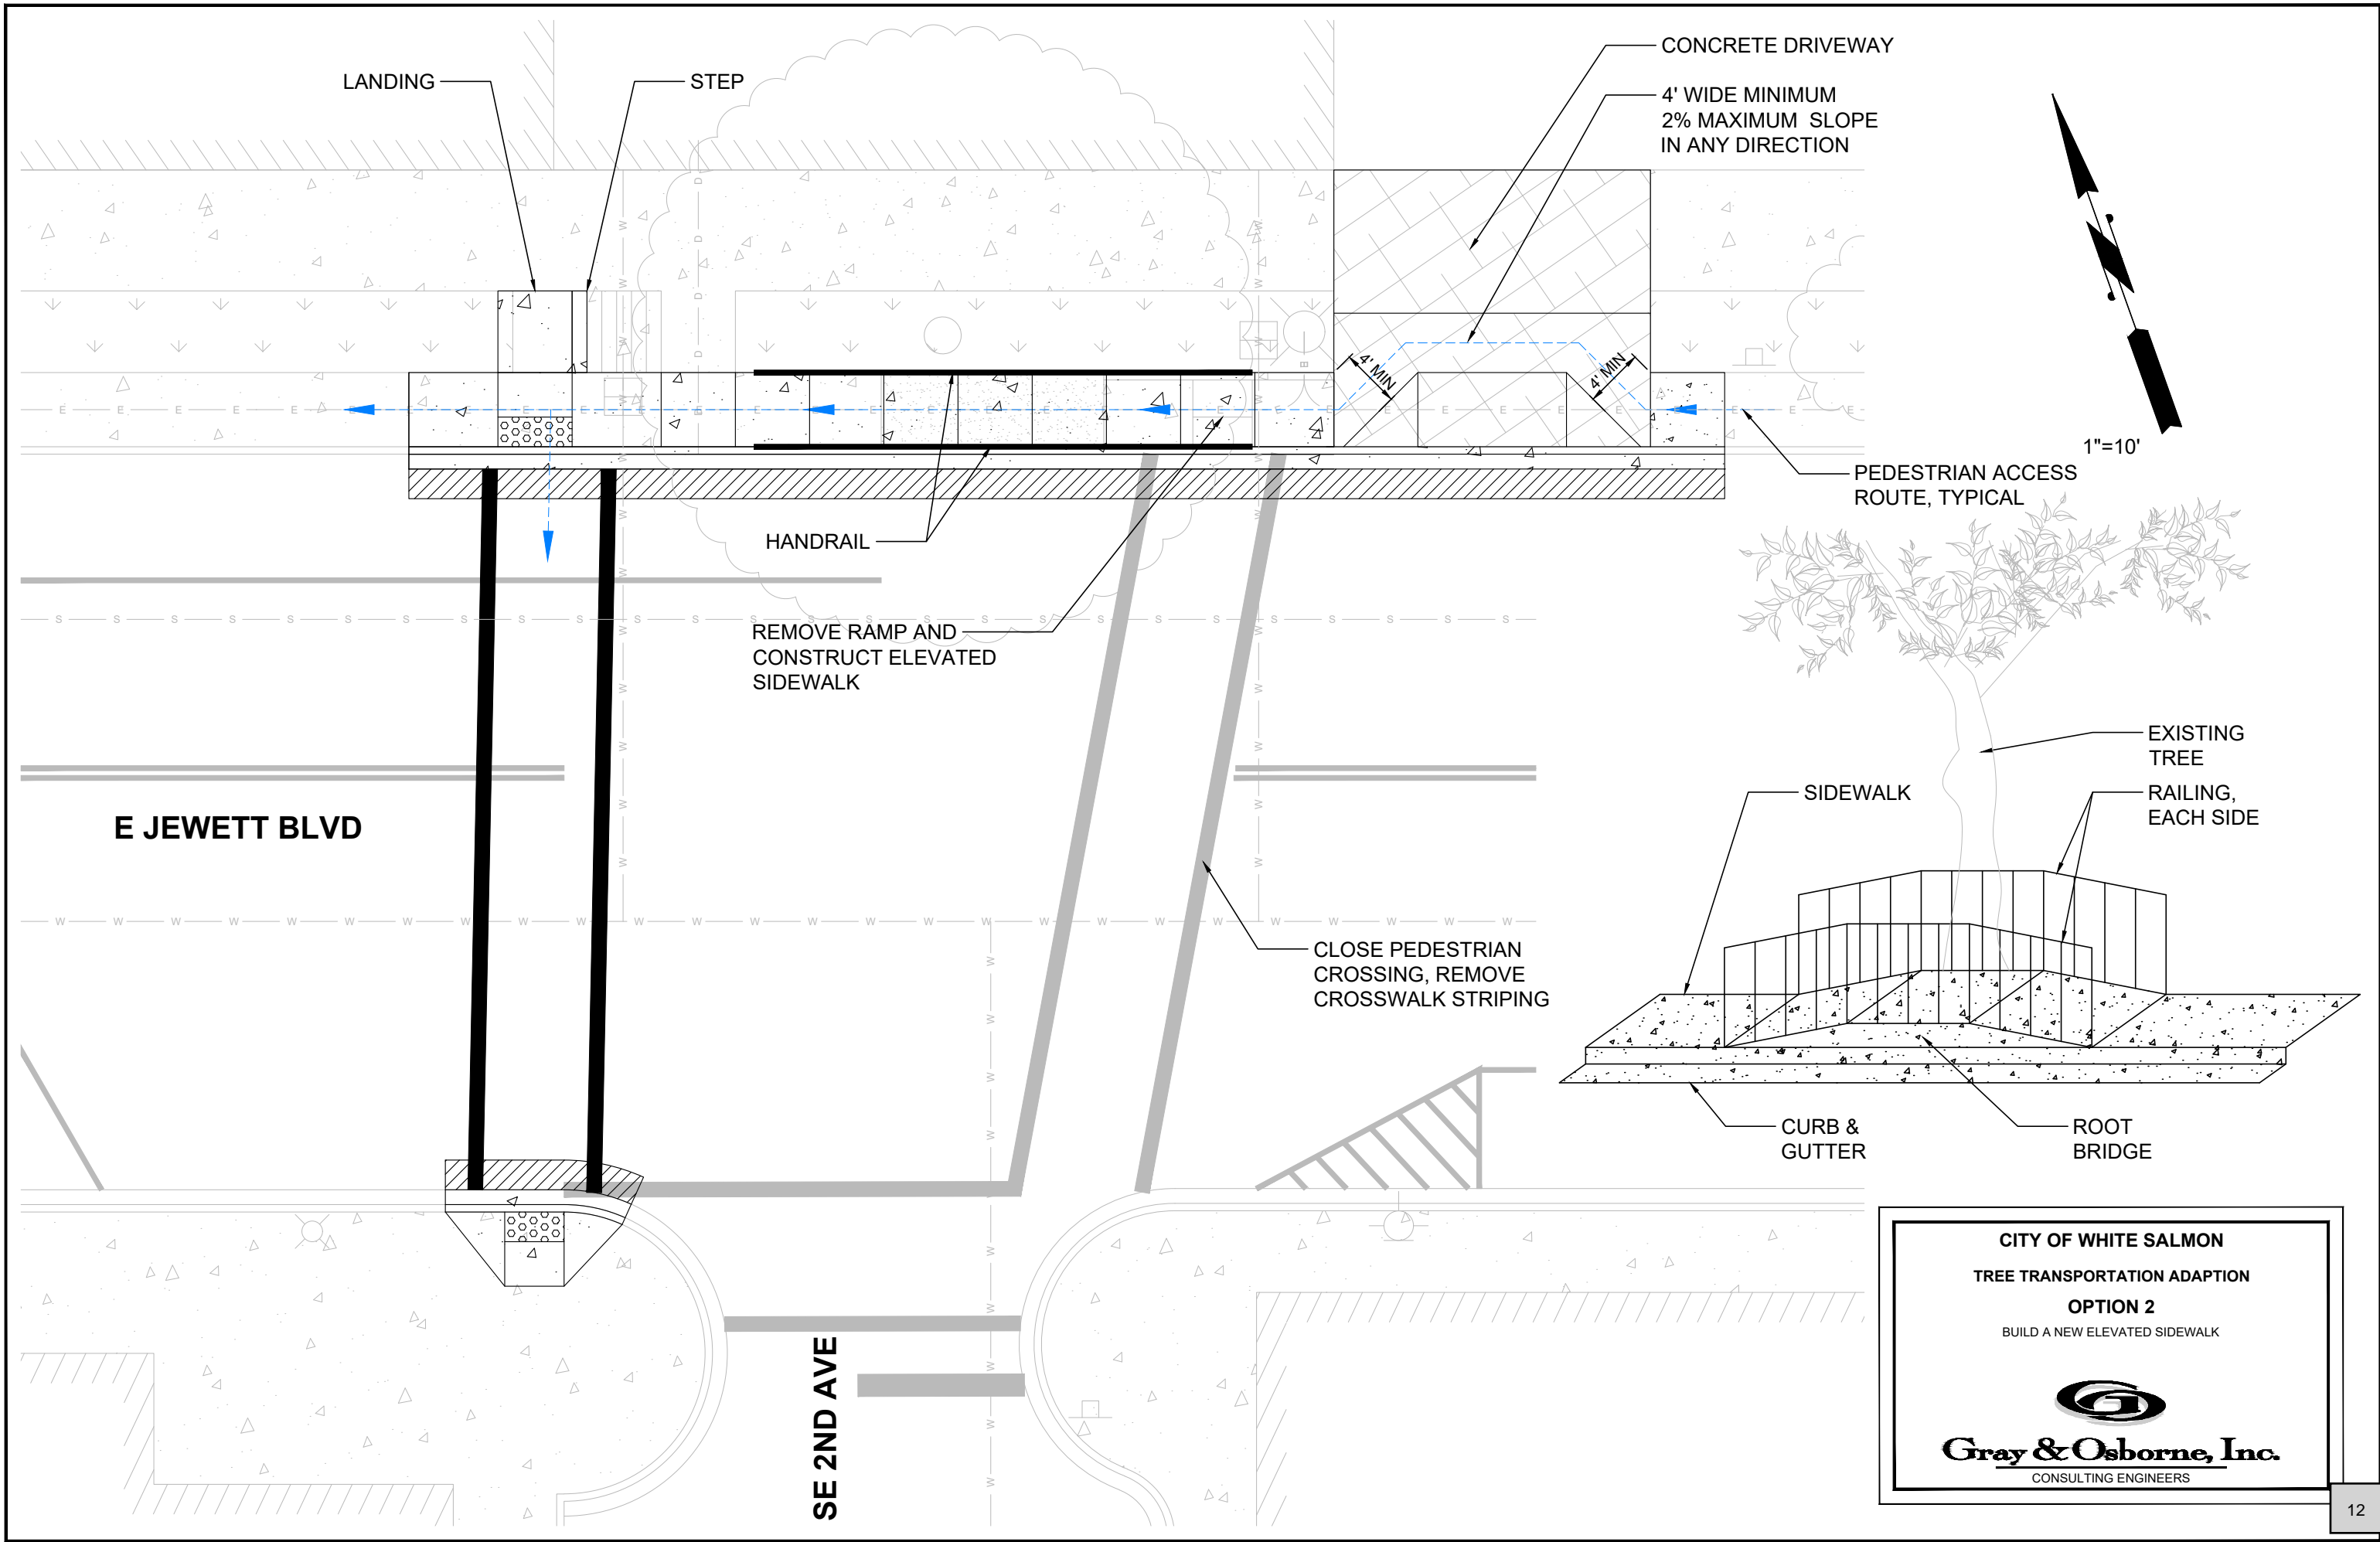 LANDING
STEP
CONCRETE DRIVEWAY
4' WIDE MINIMUM
2% MAXIMUM SLOPE
IN ANY DIRECTION
4' MIN
4' MIN
1"=10'
PEDESTRIAN ACCESS
ROUTE, TYPICAL
HANDRAIL
REMOVE RAMP AND
CONSTRUCT ELEVATED
SIDEWALK
E JEWETT BLVD
CLOSE PEDESTRIAN
CROSSING, REMOVE
CROSSWALK STRIPING
EXISTING
TREE
SIDEWALK
RAILING,
EACH SIDE
CURB &
GUTTER
ROOT
BRIDGE
SE 2ND AVE
CITY OF WHITE SALMON
TREE TRANSPORTATION ADAPTION
OPTION 2
BUILD A NEW ELEVATED SIDEWALK
G
Gray & Osborne, Inc.
CONSULTING ENGINEERS
12